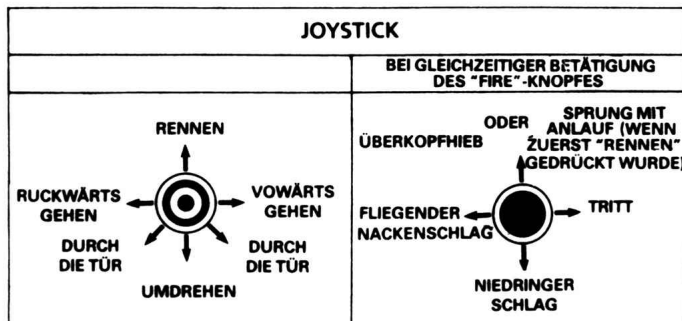 JOYSTICK
BEI GLEICHZEITIGER BETÄTIGUNG
DES "FIRE"-KNOPFES
RENNEN
RUCKWÄRTS
GEHEN
VOWÄRTS
GEHEN
DURCH
DIE TÜR
DURCH
DIE TÜR
UMDREHEN
ÜBERKOPFHIEB
ODER
SPRUNG MIT
ANLAUF (WENN
ZUERST "RENNEN"
GEDRÜCKT WURDE)
FLIEGENDER
NACKENSCHLAG
TRITT
NIEDRINGER
SCHLAG